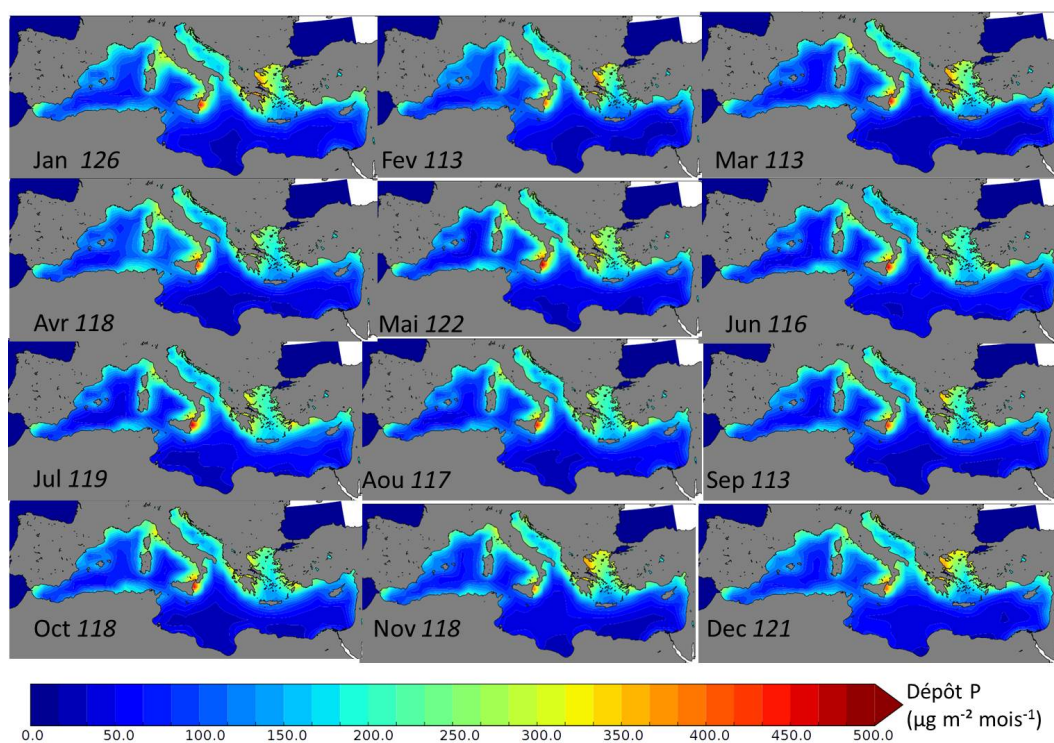 Jan 126
Fev 113
Mar 113
Avr 118
Mai 122
Jun 116
Jul 119
Aou 117
Sep 113
Oct 118
Nov 118
Dec 121
Dépôt P
(µg m⁻² mois⁻¹)
0.0 50.0 100.0 150.0 200.0 250.0 300.0 350.0 400.0 450.0 500.0